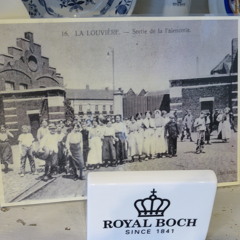 18. LA LOUVIÈRE. — Sortie de la Faïencerie
ROYAL BOCH
SINCE 1841